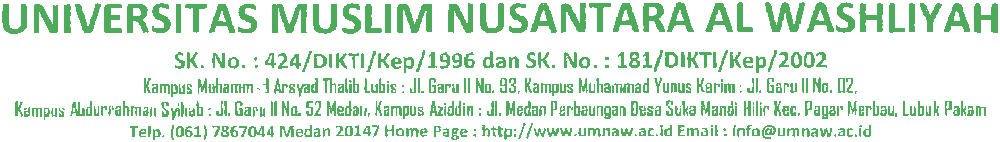 UNIVERSITAS MUSLIM NUSANTARA AL WASHLIYAH
SK. No. : 424/DIKTI/Kep/1996 dan SK. No. : 181/DIKTI/Kep/2002
Kampus Arsyad Thalib Lubis : Jl. Garu II No. 93, Kampus Muhammad Yunus Karim : Jl. Garu II No. 02,
Kampus Abdurrahman Syihab : Jl. Garu II No. 52 Medan, Kampus Aziddin : Jl. Medan Perbaungan Desa Suka Mandi Hilir Kec. Pagar Merbau, Lubuk Pakam
Telp. (061) 7867044 Medan 20147 Home Page : http://www.umnaw.ac.id Email : info@umnaw.ac.id